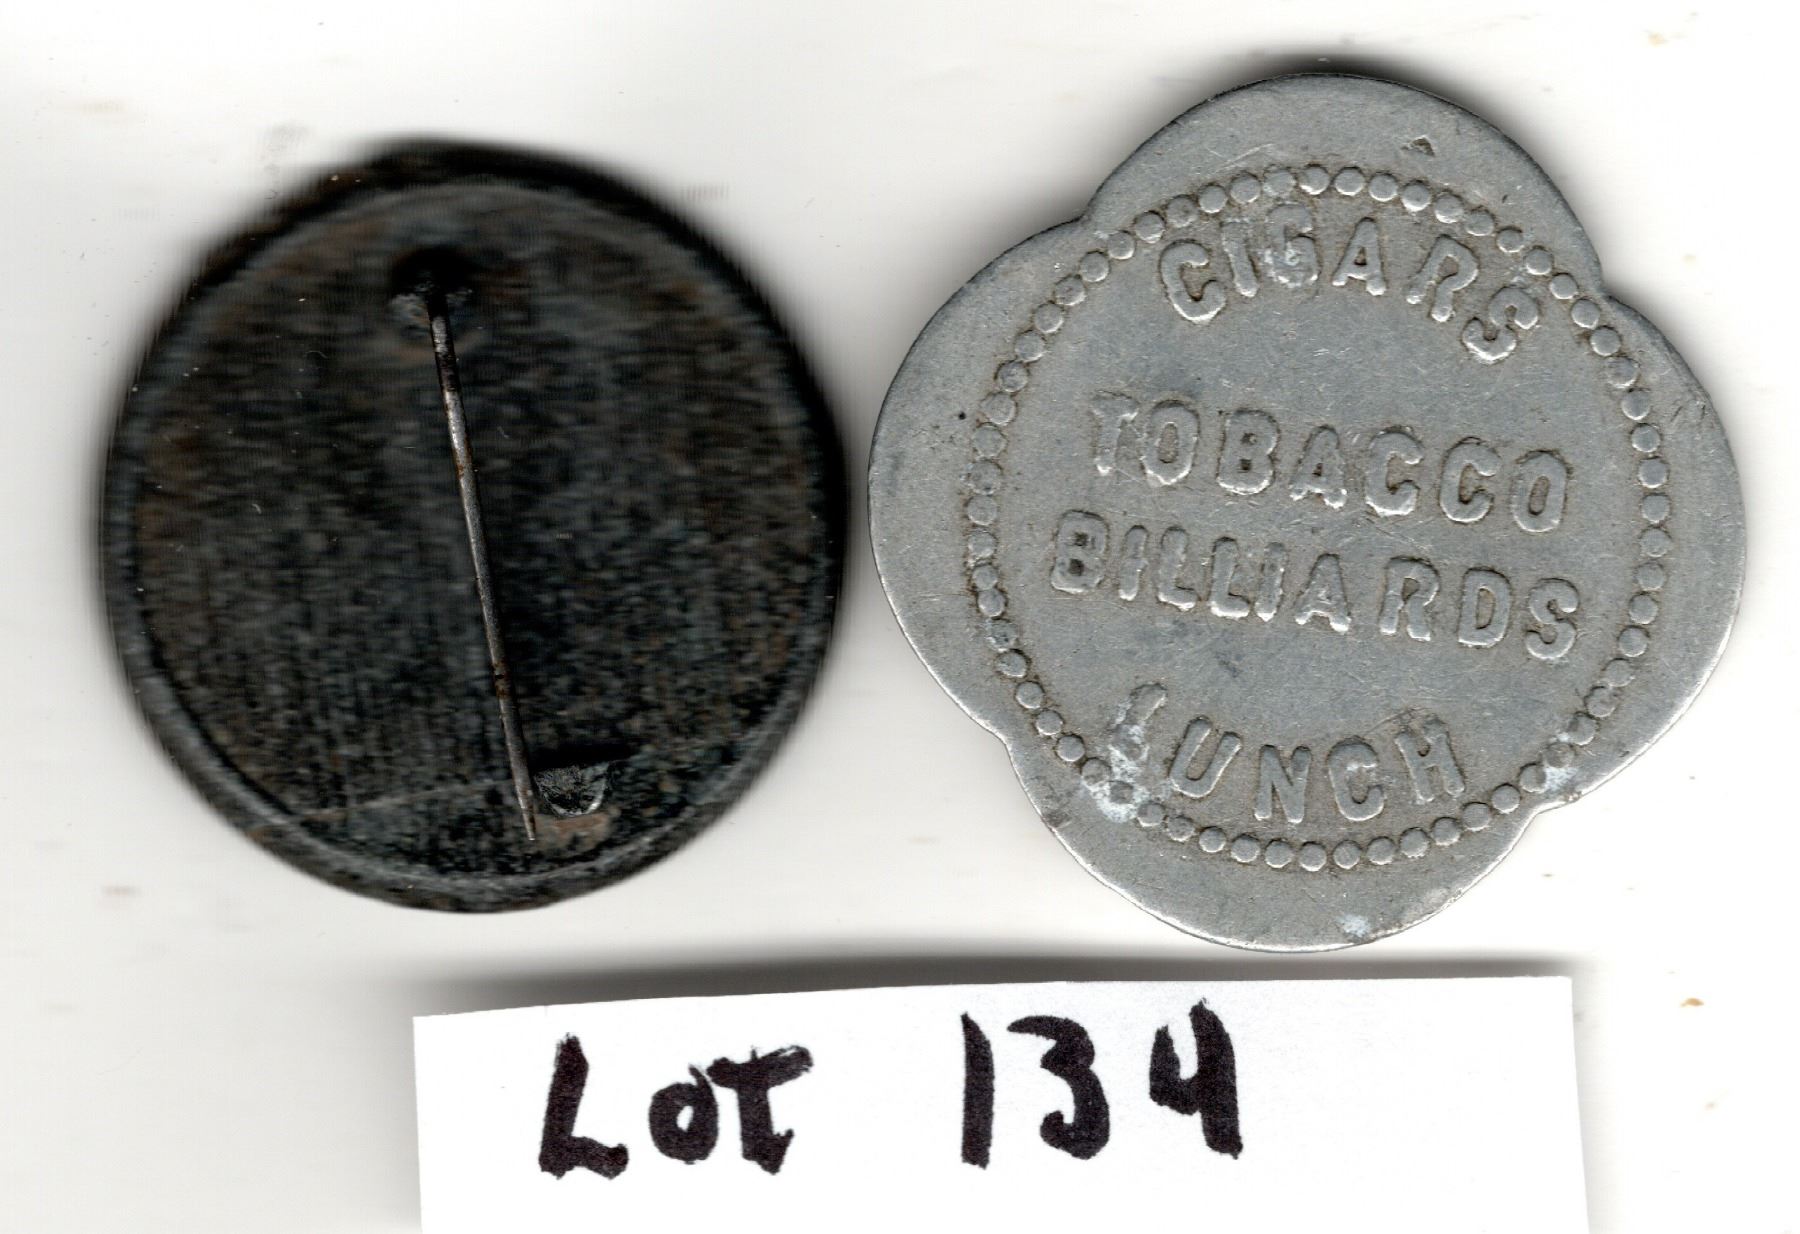 CIGARS
TOBACCO
BILLIARDS
LUNCH
LOT 134